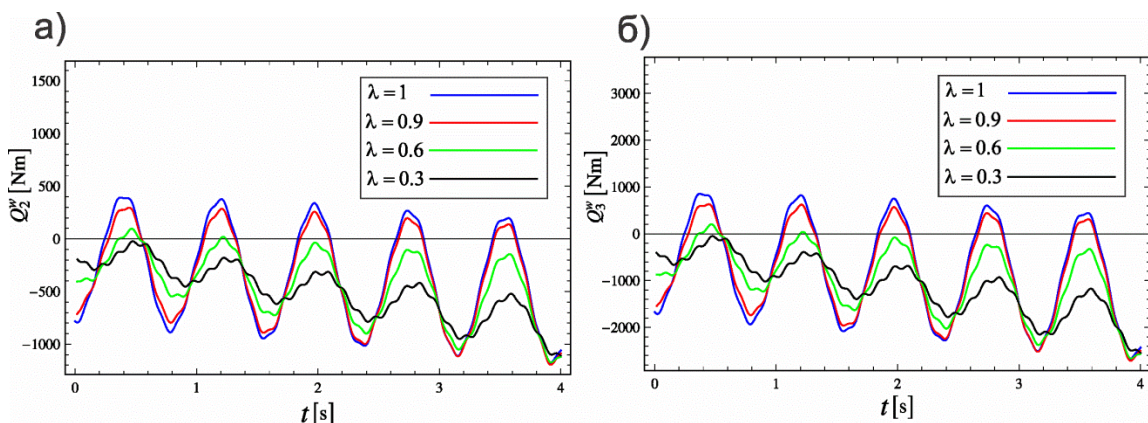 а)
1500
1000
500
0
−500
−1000
Q₂ʷ [Nm]
λ = 1
λ = 0.9
λ = 0.6
λ = 0.3
0
1
2
3
4
t [s]
б)
3000
2000
1000
0
−1000
−2000
Q₃ʷ [Nm]
λ = 1
λ = 0.9
λ = 0.6
λ = 0.3
0
1
2
3
4
t [s]